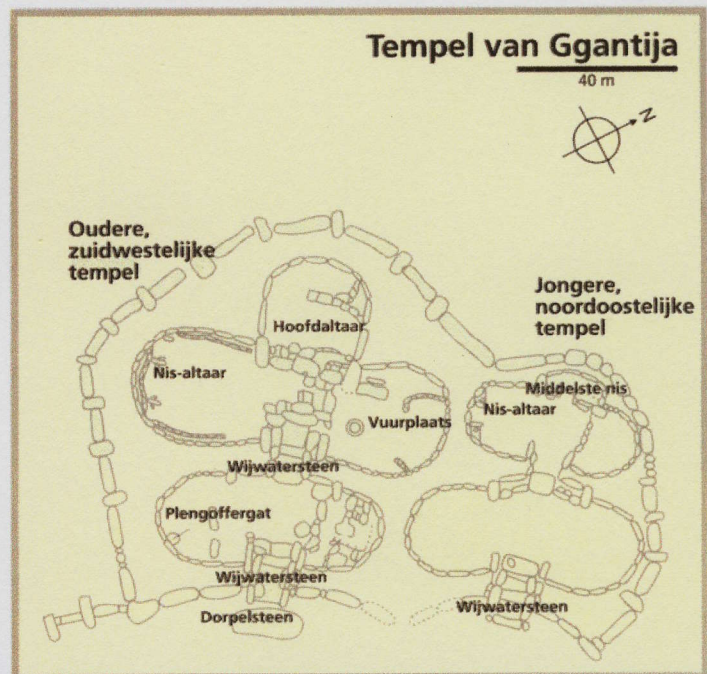 Tempel van Ggantija
40 m
N
Oudere,
zuidwestelijke
tempel
Jongere,
noordoostelijke
tempel
Hoofdaltaar
Nis-altaar
Middelste nis
Nis-altaar
Vuurplaats
Wijwatersteen
Plengoffergat
Wijwatersteen
Wijwatersteen
Dorpelsteen